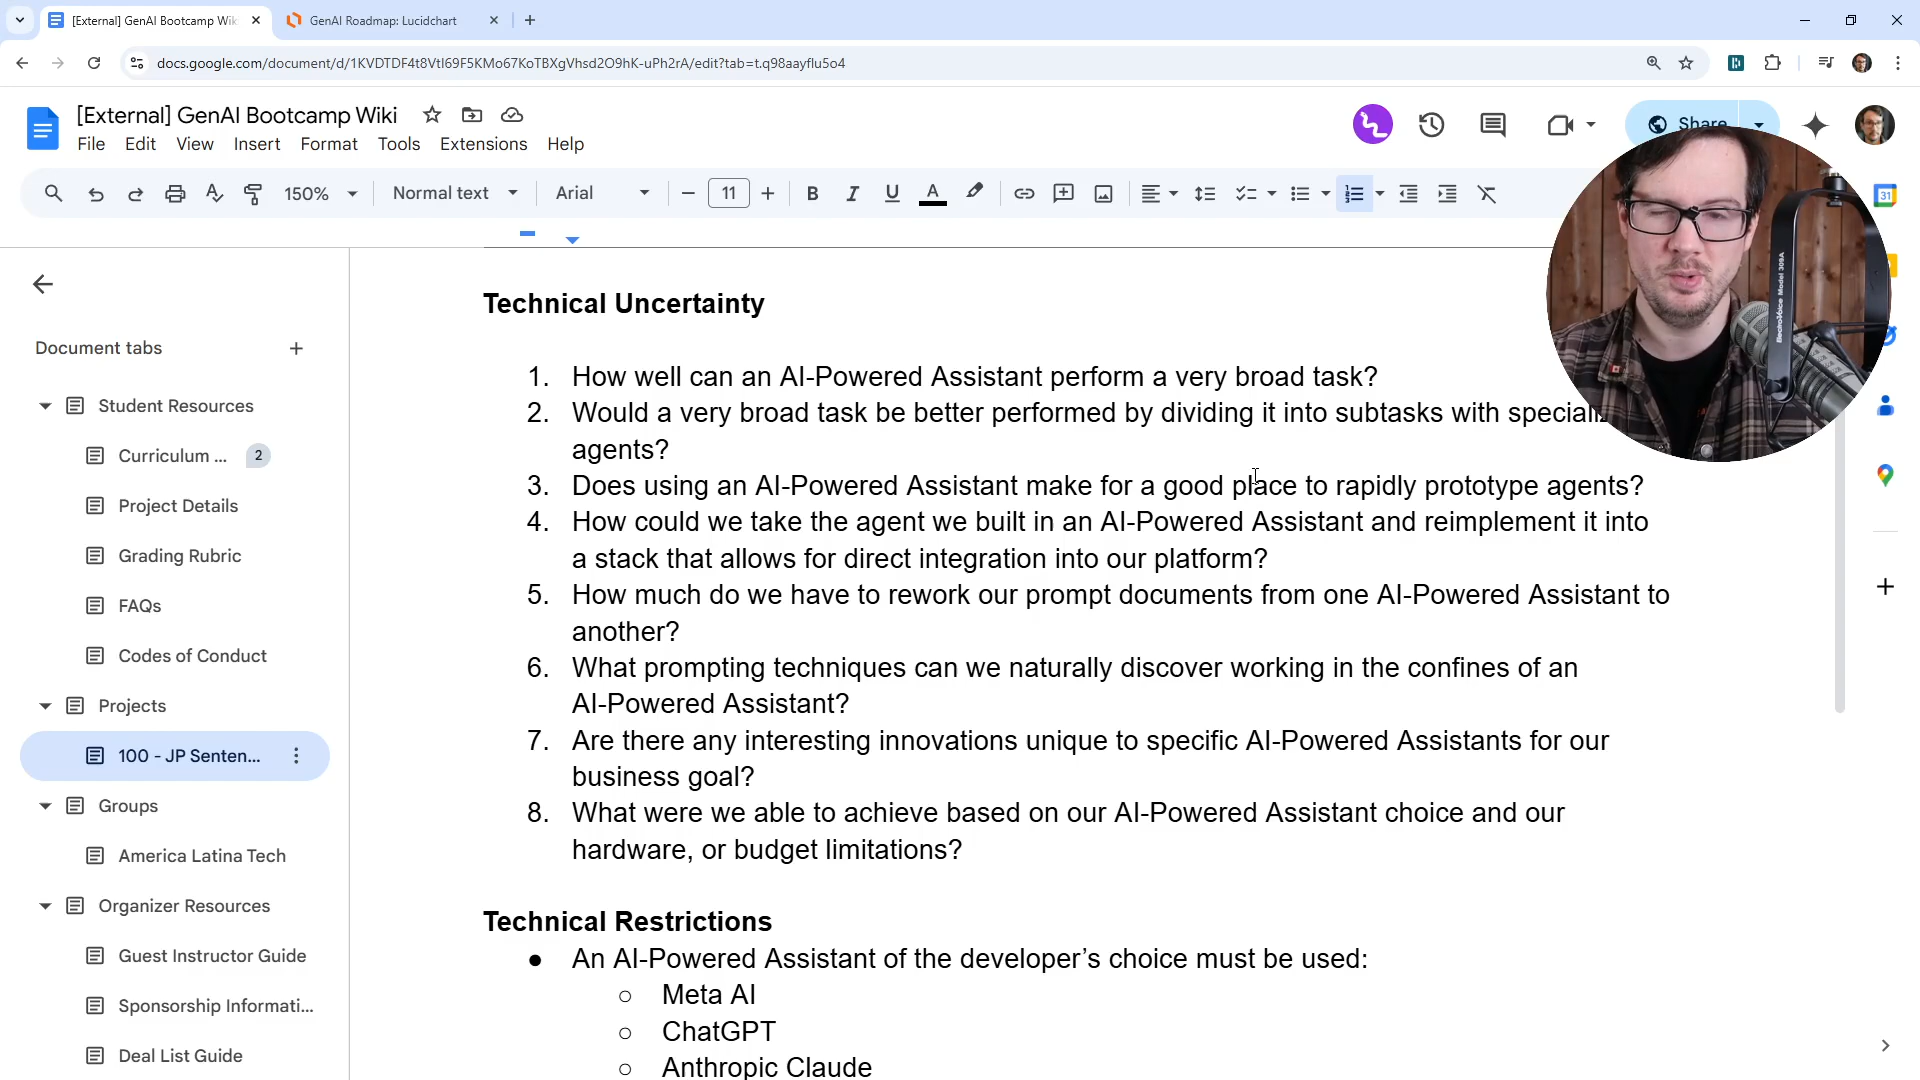 [External] GenAI Bootcamp Wiki
GenAI Roadmap: Lucidchart
docs.google.com/document/d/1KVDTDF4t8Vtl69F5KMo67KoTBXgVhsd2O9hK-uPh2rA/edit?tab=t.q98aayflu5o4
[External] GenAI Bootcamp Wiki
Share
File Edit View Insert Format Tools Extensions Help
150% Normal text Arial 11 B I U A
31
Document tabs
Student Resources
Curriculum ... 2
Project Details
Grading Rubric
FAQs
Codes of Conduct
Projects
100 - JP Senten...
Groups
America Latina Tech
Organizer Resources
Guest Instructor Guide
Sponsorship Informati...
Deal List Guide
Technical Uncertainty
1. How well can an AI-Powered Assistant perform a very broad task?
2. Would a very broad task be better performed by dividing it into subtasks with
agents?
3. Does using an AI-Powered Assistant make for a good place to rapidly prototype agents?
4. How could we take the agent we built in an AI-Powered Assistant and reimplement it into
a stack that allows for direct integration into our platform?
5. How much do we have to rework our prompt documents from one AI-Powered Assistant to
another?
6. What prompting techniques can we naturally discover working in the confines of an
AI-Powered Assistant?
7. Are there any interesting innovations unique to specific AI-Powered Assistants for our
business goal?
8. What were we able to achieve based on our AI-Powered Assistant choice and our
hardware, or budget limitations?
Technical Restrictions
● An AI-Powered Assistant of the developer’s choice must be used:
○ Meta AI
○ ChatGPT
○ Anthropic Claude